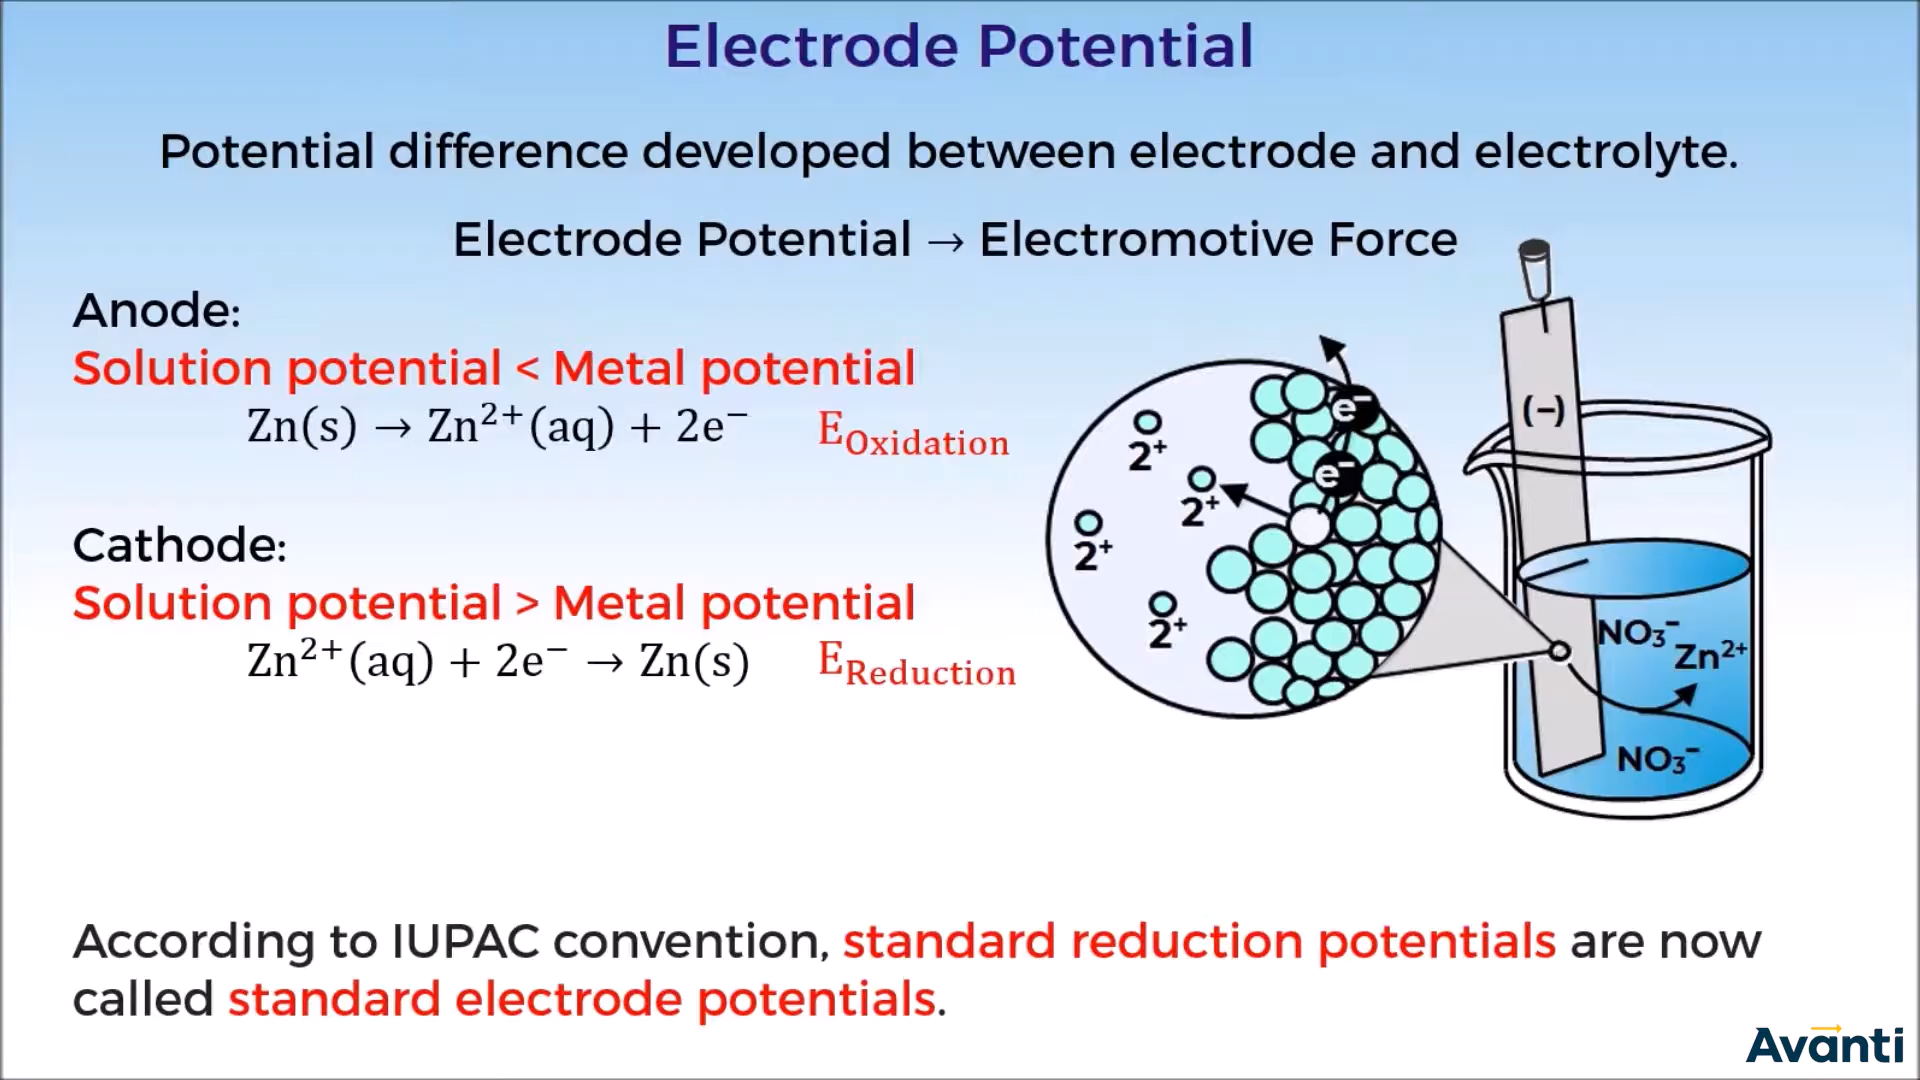 Electrode Potential
Potential difference developed between electrode and electrolyte.
Electrode Potential → Electromotive Force
Anode:
Solution potential < Metal potential
Zn(s) → Zn²⁺(aq) + 2e⁻ E_Oxidation
Cathode:
Solution potential > Metal potential
Zn²⁺(aq) + 2e⁻ → Zn(s) E_Reduction
e⁻
e⁻
2⁺
2⁺
2⁺
2⁺
(−)
NO₃⁻
Zn²⁺
NO₃⁻
According to IUPAC convention, standard reduction potentials are now
called standard electrode potentials.
Avanti